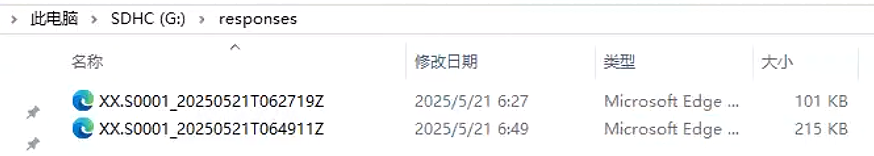 此电脑 > SDHC (G:) > responses
名称 修改日期 类型 大小
XX.S0001_20250521T062719Z 2025/5/21 6:27 Microsoft Edge ... 101 KB
XX.S0001_20250521T064911Z 2025/5/21 6:49 Microsoft Edge ... 215 KB